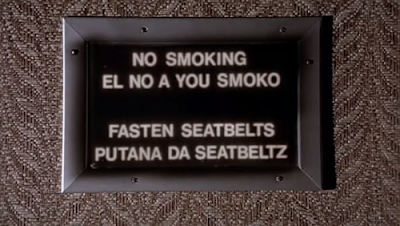 NO SMOKING
EL NO A YOU SMOKO
FASTEN SEATBELTS
PUTANA DA SEATBELTZ